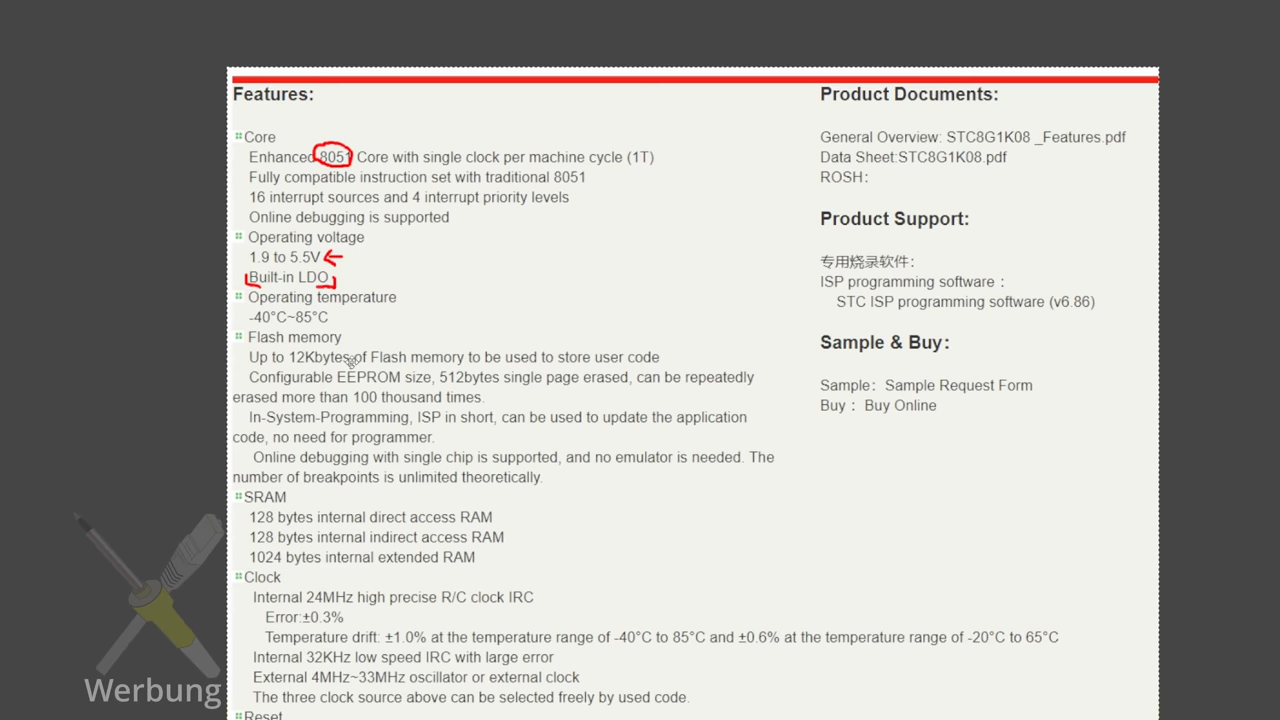 Features:
Core
Enhanced 8051 Core with single clock per machine cycle (1T)
Fully compatible instruction set with traditional 8051
16 interrupt sources and 4 interrupt priority levels
Online debugging is supported
Operating voltage
1.9 to 5.5V
Built-in LDO
Operating temperature
-40°C~85°C
Flash memory
Up to 12Kbytes of Flash memory to be used to store user code
Configurable EEPROM size, 512bytes single page erased, can be repeatedly
erased more than 100 thousand times.
In-System-Programming, ISP in short, can be used to update the application
code, no need for programmer.
Online debugging with single chip is supported, and no emulator is needed. The
number of breakpoints is unlimited theoretically.
SRAM
128 bytes internal direct access RAM
128 bytes internal indirect access RAM
1024 bytes internal extended RAM
Clock
Internal 24MHz high precise R/C clock IRC
Error:±0.3%
Temperature drift: ±1.0% at the temperature range of -40°C to 85°C and ±0.6% at the temperature range of -20°C to 65°C
Internal 32KHz low speed IRC with large error
External 4MHz~33MHz oscillator or external clock
The three clock source above can be selected freely by used code.
Reset
Product Documents:
General Overview: STC8G1K08 _Features.pdf
Data Sheet:STC8G1K08.pdf
ROSH：
Product Support:
专用烧录软件：
ISP programming software：
STC ISP programming software (v6.86)
Sample & Buy：
Sample：Sample Request Form
Buy：Buy Online
Werbung